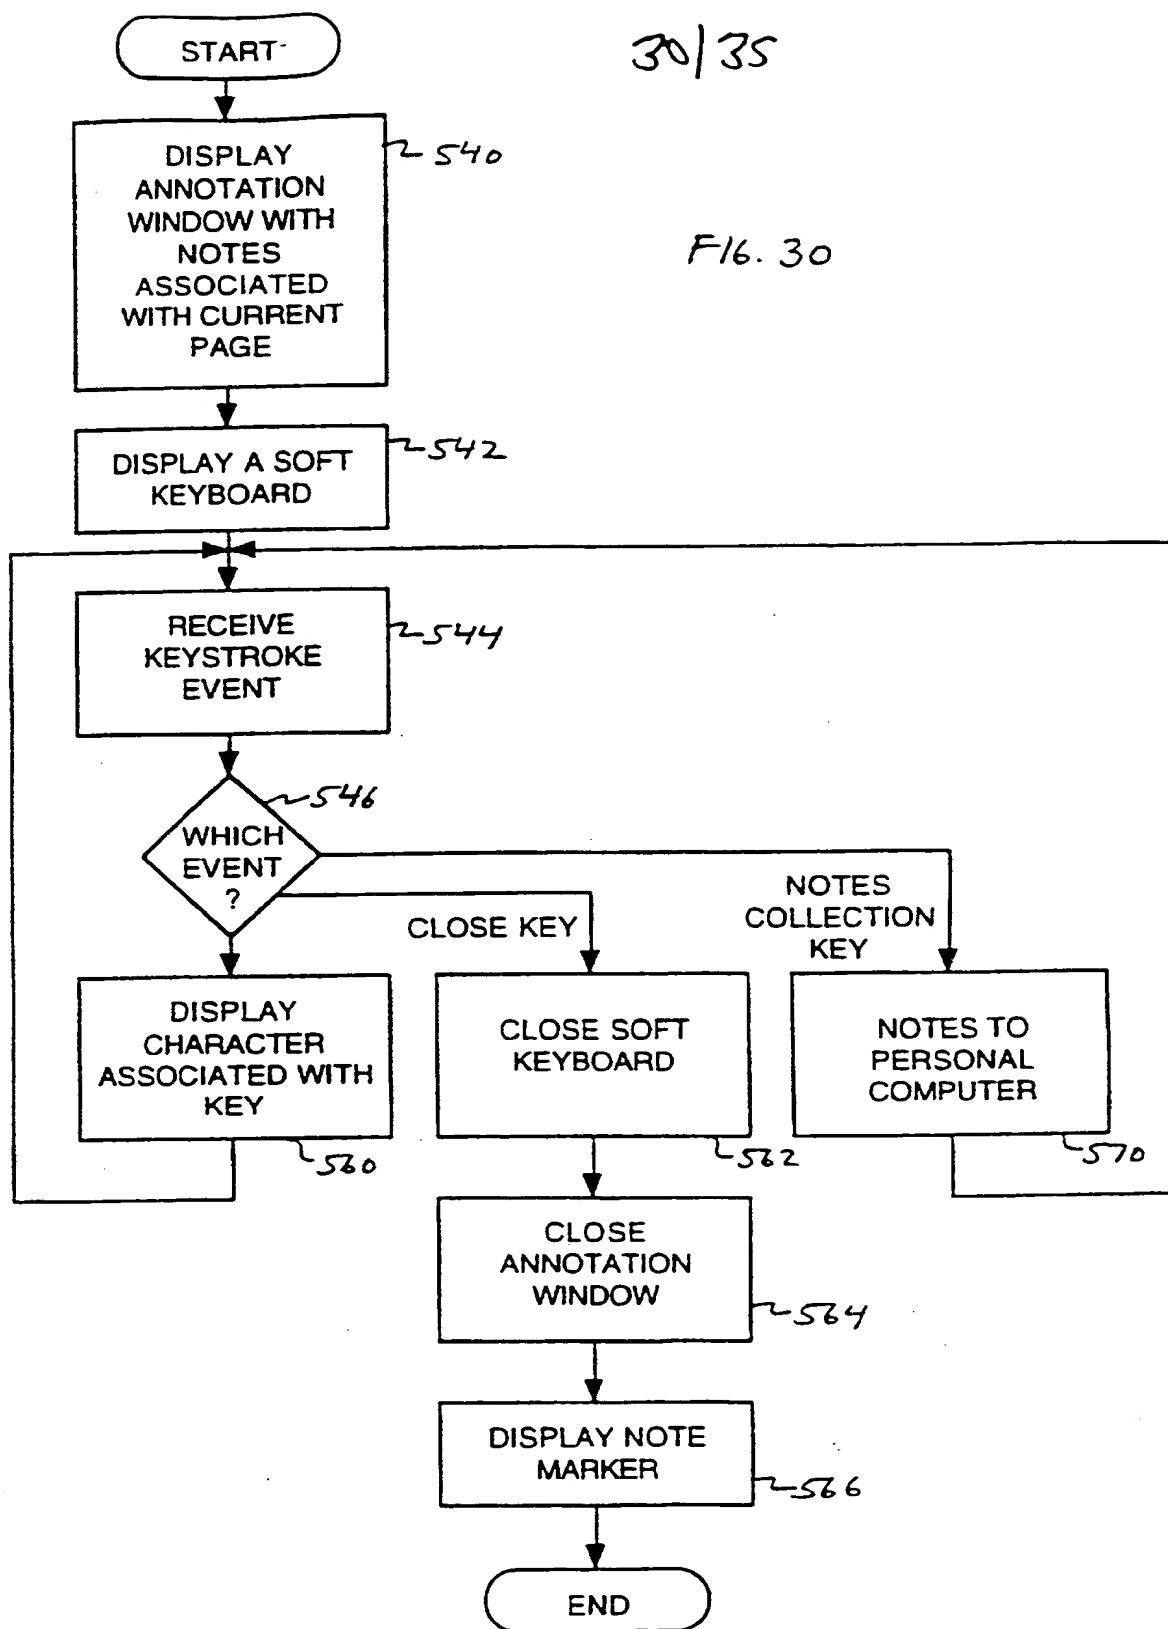 START
30/35
DISPLAY
ANNOTATION
WINDOW WITH
NOTES
ASSOCIATED
WITH CURRENT
PAGE
540
FIG. 30
DISPLAY A SOFT
KEYBOARD
542
RECEIVE
KEYSTROKE
EVENT
544
WHICH
EVENT
?
546
CLOSE KEY
NOTES
COLLECTION
KEY
DISPLAY
CHARACTER
ASSOCIATED WITH
KEY
560
CLOSE SOFT
KEYBOARD
562
NOTES TO
PERSONAL
COMPUTER
570
CLOSE
ANNOTATION
WINDOW
564
DISPLAY NOTE
MARKER
566
END